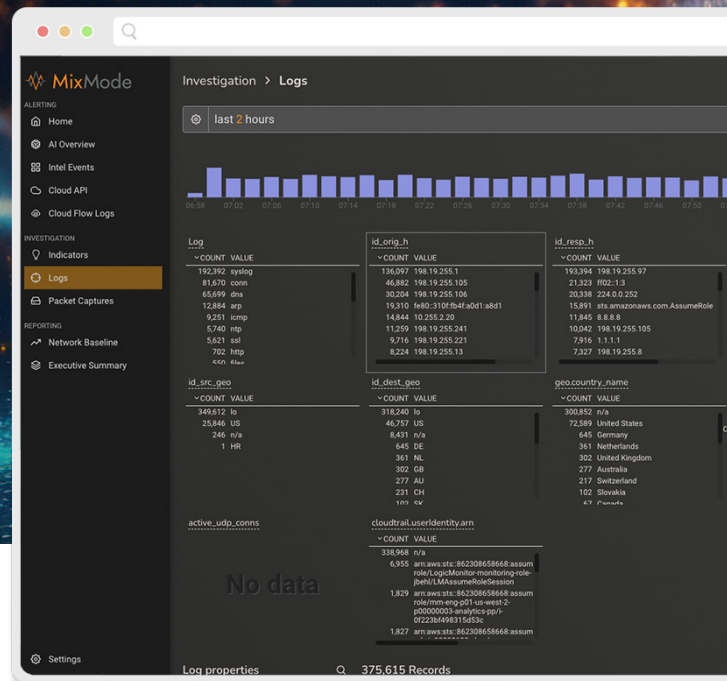 MixMode
ALERTING
Home
AI Overview
Intel Events
Cloud API
Cloud Flow Logs
INVESTIGATION
Indicators
Logs
Packet Captures
REPORTING
Network Baseline
Executive Summary
Settings
Investigation > Logs
last 2 hours
06:58 07:02 07:06 07:10 07:14 07:18 07:22 07:26 07:30 07:34 07:38 07:42 07:46 07:50
Log
COUNT VALUE
192,392 syslog
81,670 conn
65,699 dns
12,884 arp
9,251 icmp
5,740 ntp
5,621 ssl
702 http
550 files
id_orig_h
COUNT VALUE
136,097 198.19.255.1
46,882 198.19.255.105
30,204 198.19.255.106
19,310 fe80::310f:fb4f:a0d1:a8d1
14,844 10.255.2.20
11,259 198.19.255.241
9,716 198.19.255.221
8,224 198.19.255.13
id_resp_h
COUNT VALUE
193,394 198.19.255.97
21,323 ff02::1:3
20,338 224.0.0.252
15,891 sts.amazonaws.com.AssumeRole
11,845 8.8.8.8
10,042 198.19.255.105
7,916 1.1.1.1
7,327 198.19.255.8
id_src_geo
COUNT VALUE
349,612 lo
25,846 US
246 n/a
1 HR
id_dest_geo
COUNT VALUE
318,240 lo
46,757 US
8,431 n/a
645 DE
361 NL
302 GB
277 AU
231 CH
102 SK
geo.country_name
COUNT VALUE
300,852 n/a
72,589 United States
645 Germany
361 Netherlands
302 United Kingdom
277 Australia
217 Switzerland
102 Slovakia
67 Canada
active_udp_conns
No data
cloudtrail.userIdentity.arn
COUNT VALUE
338,968 n/a
6,955 arn:aws:sts::862308658668:assum
role/LogicMonitor-monitoring-role-
jbehl/LMAssumeRoleSession
1,829 arn:aws:sts::862308658668:assum
role/mm-eng-p01-us-west-2-
p00000003-analytics-pp/i-
0f223bf498315d53c
1,827 arn:aws:sts::862308658668:assum
Log properties
375,615 Records